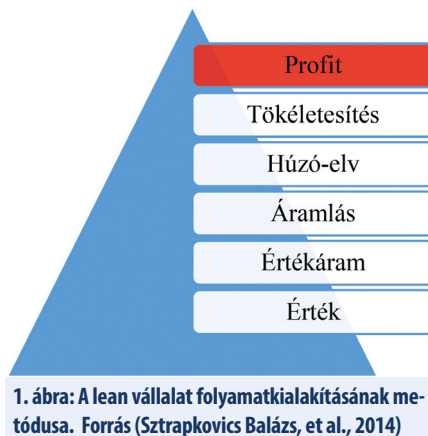 Profit
Tökéletesítés
Húzó-elv
Áramlás
Értékáram
Érték
1. ábra: A lean vállalat folyamatkialakításának me-
tódusa. Forrás (Sztrapkovics Balázs, et al., 2014)